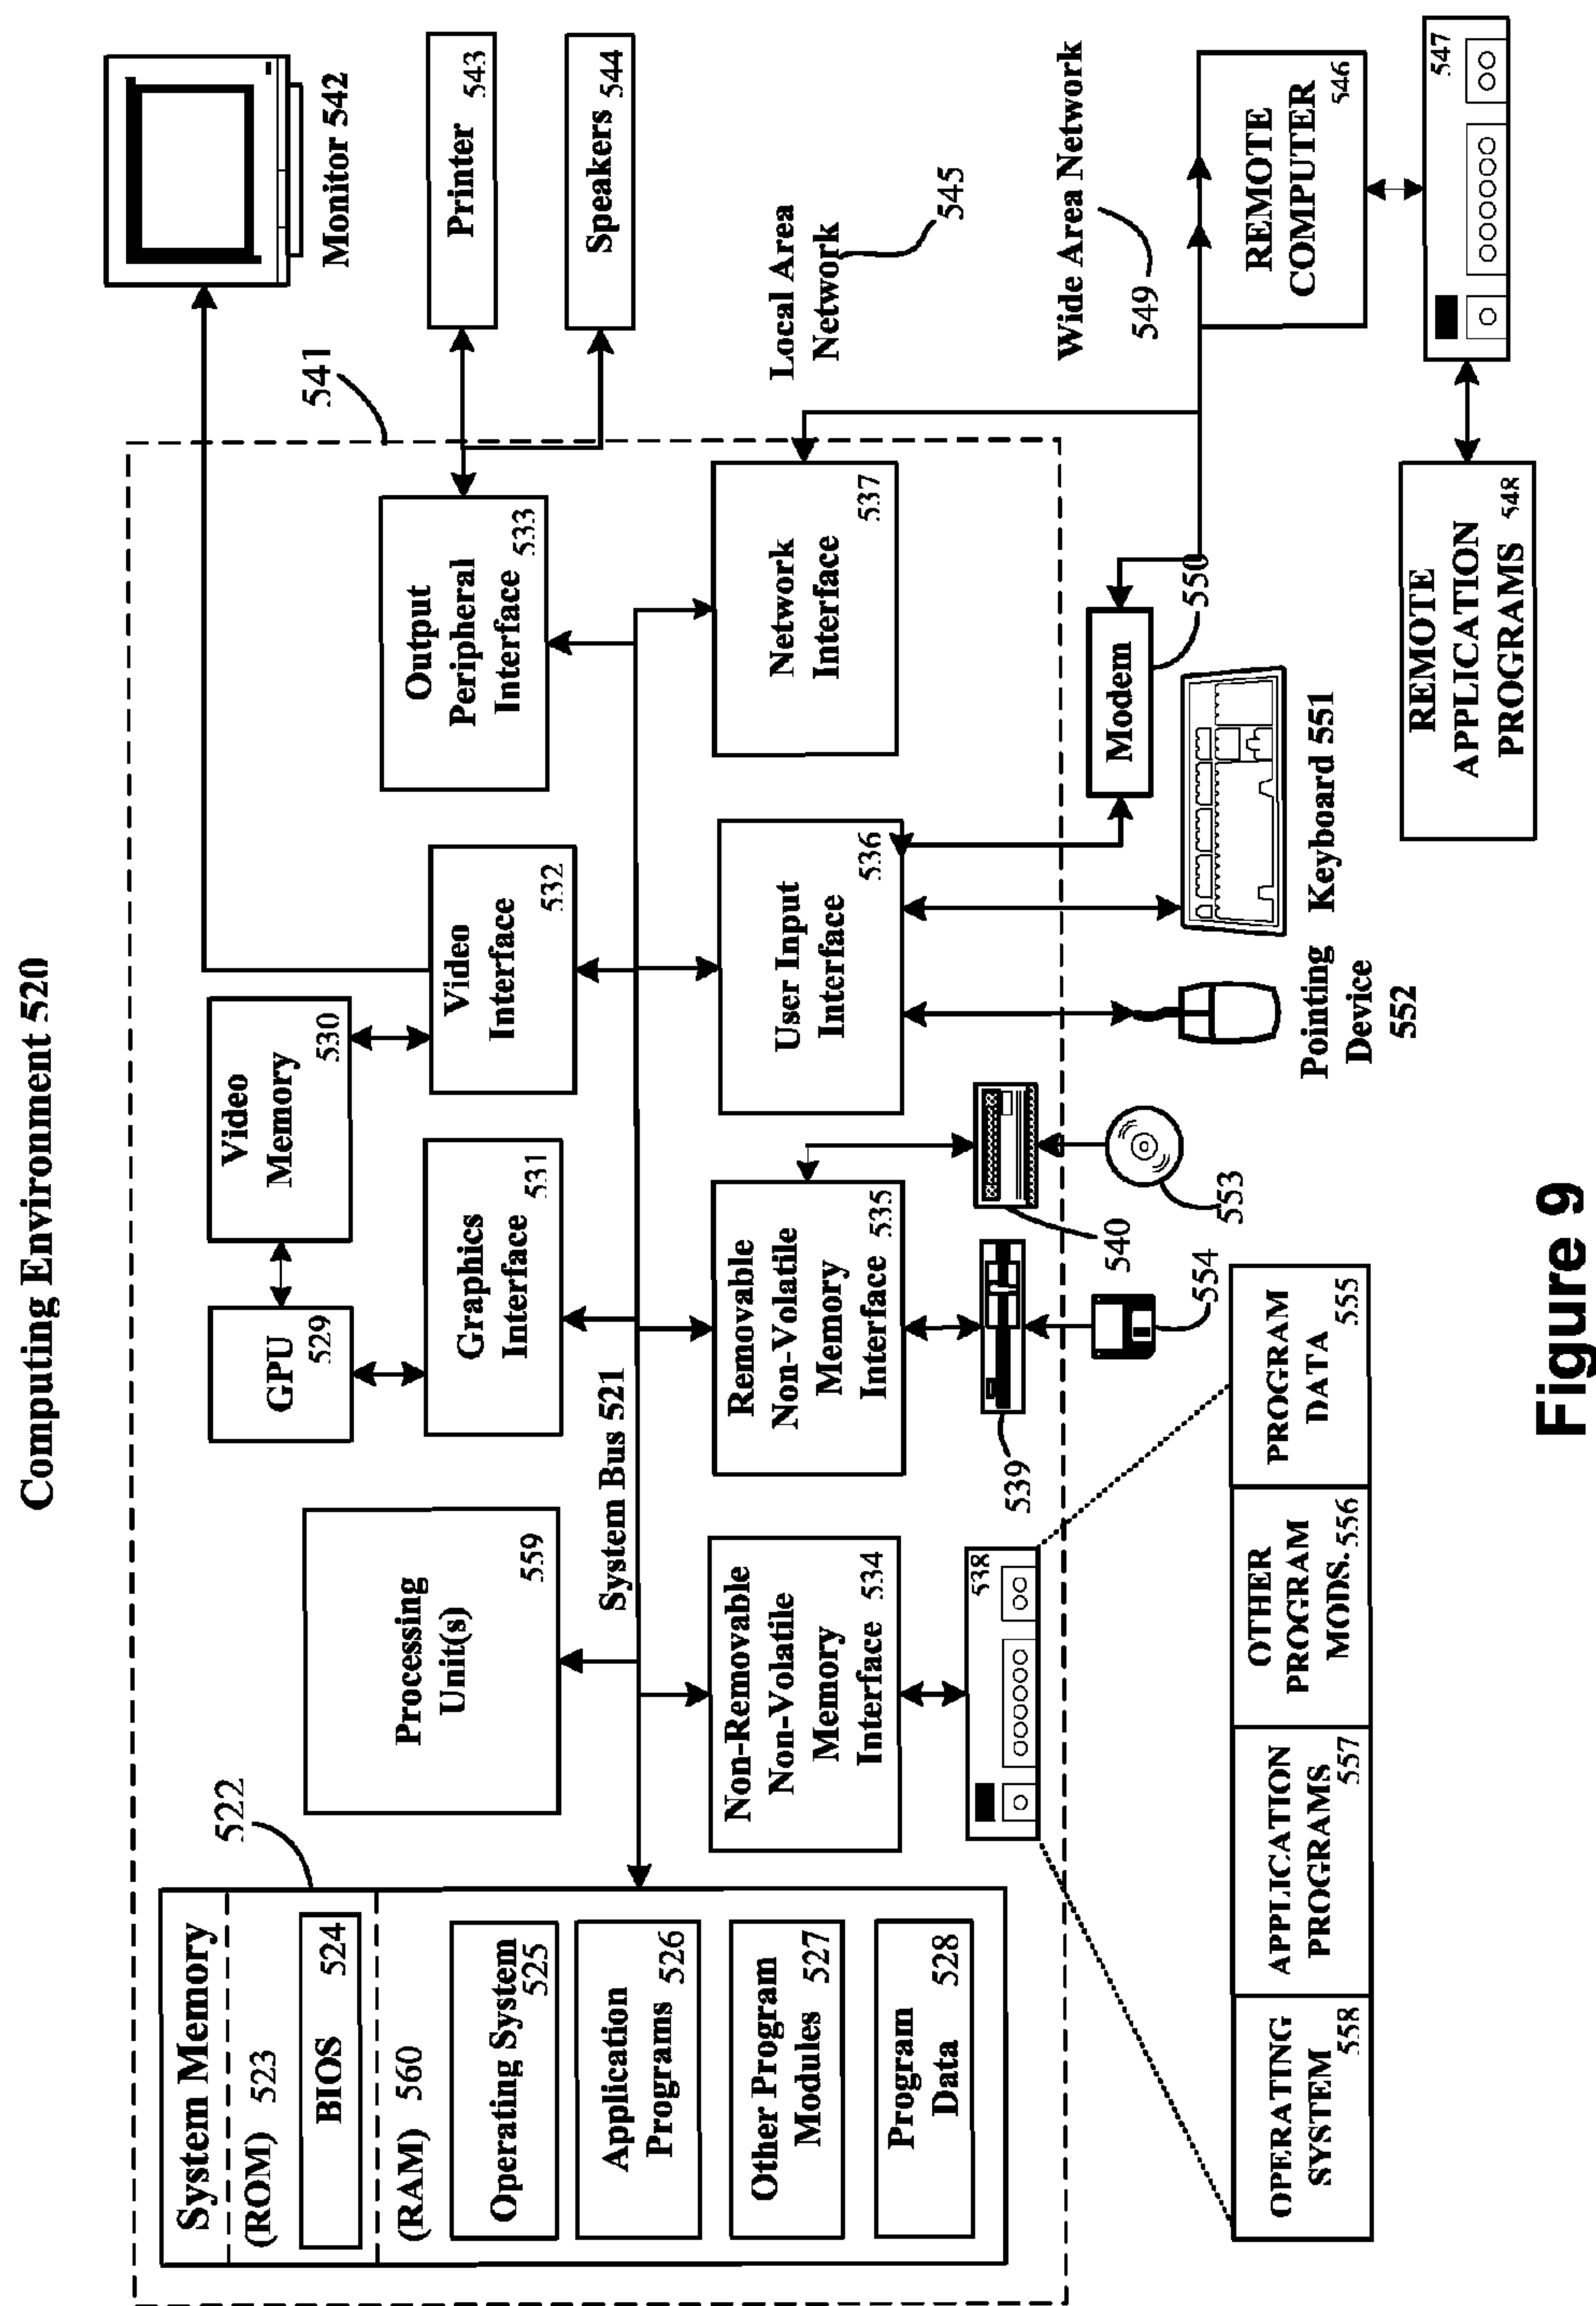 Computing Environment 520
System Memory
522
(ROM) 523
BIOS 524
(RAM) 560
Operating System
525
Application
Programs 526
Other Program
Modules 527
Program
Data 528
Processing
Unit(s)
559
System Bus 521
GPU
529
Video
Memory
530
Graphics
Interface
531
Video
Interface
532
Output
Peripheral
Interface 533
541
Monitor 542
Printer
543
Speakers
544
Non-Removable
Non-Volatile
Memory
Interface 534
Removable
Non-Volatile
Memory
Interface 535
User Input
Interface
536
Network
Interface
537
Local Area
Network
545
Wide Area Network
549
538
539
540
553
554
Modem
550
Pointing
Device
552
Keyboard 551
REMOTE
COMPUTER
546
547
REMOTE
APPLICATION
PROGRAMS 548
OPERATING
SYSTEM
558
APPLICATION
PROGRAMS
557
OTHER
PROGRAM
MODS. 556
PROGRAM
DATA
555
Figure 9